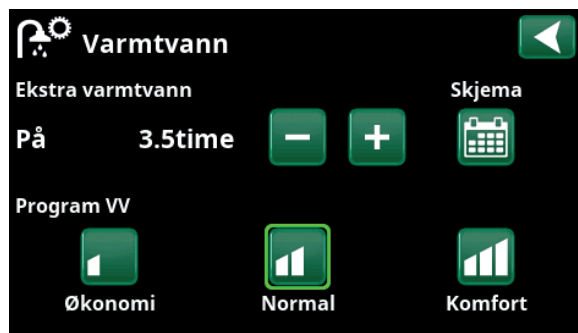 Varmtvann
Ekstra varmtvann
Skjema
På 3.5time
Program VV
Økonomi Normal Komfort